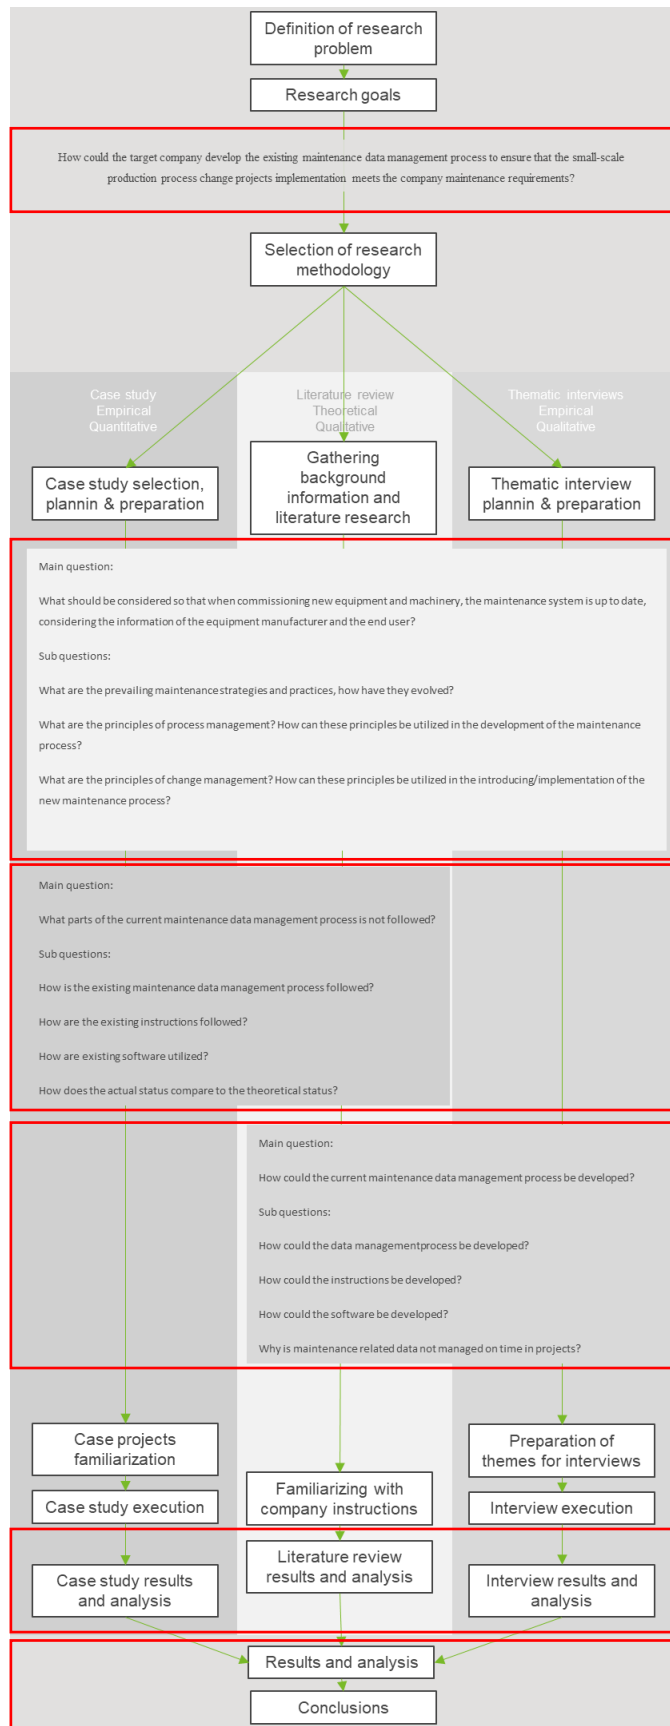 Definition of research
problem
Research goals
How could the target company develop the existing maintenance data management process to ensure that the small-scale
production process change projects implementation meets the company maintenance requirements?
Selection of research
methodology
Case study
Empirical
Quantitative
Literature review
Theoretical
Qualitative
Thematic interviews
Empirical
Qualitative
Case study selection,
plannin & preparation
Gathering
background
information and
literature research
Thematic interview
plannin & preparation
Main question:
What should be considered so that when commissioning new equipment and machinery, the maintenance system is up to date,
considering the information of the equipment manufacturer and the end user?
Sub questions:
What are the prevailing maintenance strategies and practices, how have they evolved?
What are the principles of process management? How can these principles be utilized in the development of the maintenance
process?
What are the principles of change management? How can these principles be utilized in the introducing/implementation of the
new maintenance process?
Main question:
What parts of the current maintenance data management process is not followed?
Sub questions:
How is the existing maintenance data management process followed?
How are the existing instructions followed?
How are existing software utilized?
How does the actual status compare to the theoretical status?
Main question:
How could the current maintenance data management process be developed?
Sub questions:
How could the data managementprocess be developed?
How could the instructions be developed?
How could the software be developed?
Why is maintenance related data not managed on time in projects?
Case projects
familiarization
Case study execution
Familiarizing with
company instructions
Preparation of
themes for interviews
Interview execution
Case study results
and analysis
Literature review
results and analysis
Interview results and
analysis
Results and analysis
Conclusions